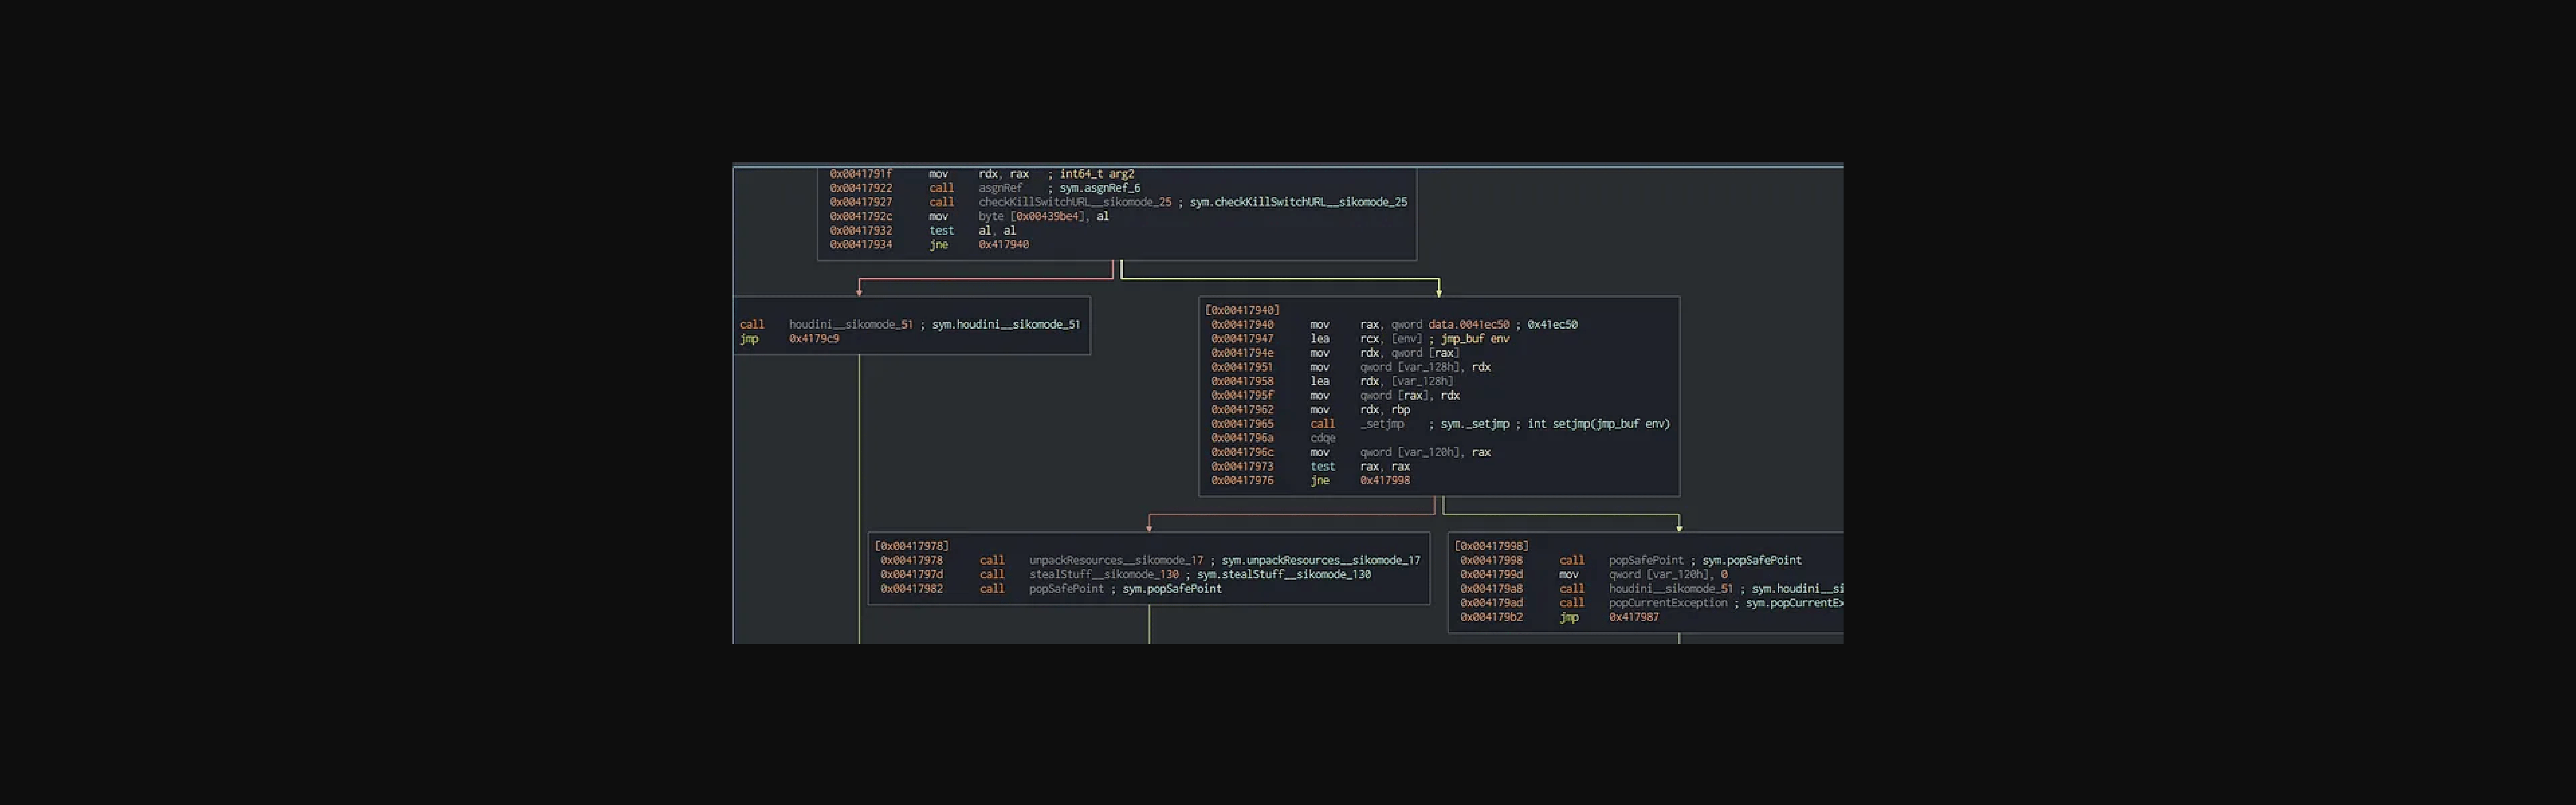 0x0041791f mov rdx, rax ; int64_t arg2
0x00417922 call asgnRef ; sym.asgnRef_6
0x00417927 call checkKillSwitchURL__sikomode_25 ; sym.checkKillSwitchURL__sikomode_25
0x0041792c mov byte [0x00439be4], al
0x00417932 test al, al
0x00417934 jne 0x417940
call houdini__sikomode_51 ; sym.houdini__sikomode_51
jmp 0x4179c9
[0x00417940]
0x00417940 mov rax, qword data.0041ec50 ; 0x41ec50
0x00417947 lea rcx, [env] ; jmp_buf env
0x0041794e mov rdx, qword [rax]
0x00417951 mov qword [var_128h], rdx
0x00417958 lea rdx, [var_128h]
0x0041795f mov qword [rax], rdx
0x00417962 mov rdx, rbp
0x00417965 call _setjmp ; sym._setjmp ; int setjmp(jmp_buf env)
0x0041796a cdqe
0x0041796c mov qword [var_120h], rax
0x00417973 test rax, rax
0x00417976 jne 0x417998
[0x00417978]
0x00417978 call unpackResources__sikomode_17 ; sym.unpackResources__sikomode_17
0x0041797d call stealStuff__sikomode_130 ; sym.stealStuff__sikomode_130
0x00417982 call popSafePoint ; sym.popSafePoint
[0x00417998]
0x00417998 call popSafePoint ; sym.popSafePoint
0x0041799d mov qword [var_120h], 0
0x004179a8 call houdini__sikomode_51 ; sym.houdini__si
0x004179ad call popCurrentException ; sym.popCurrentEx
0x004179b2 jmp 0x417987